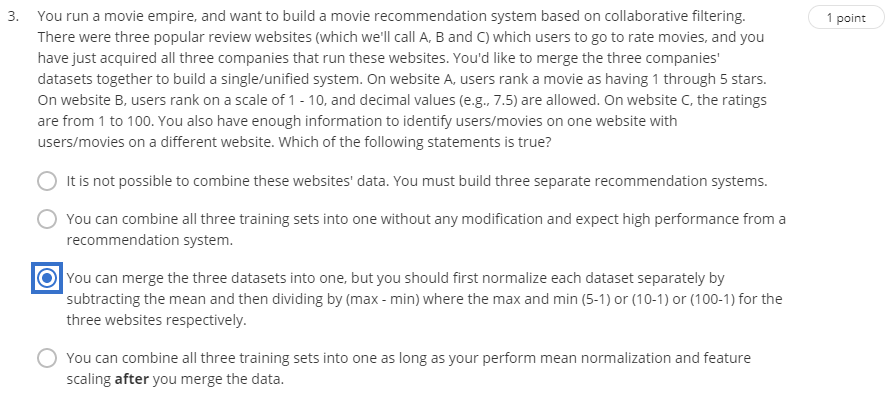 3. You run a movie empire, and want to build a movie recommendation system based on collaborative filtering.
1 point
There were three popular review websites (which we'll call A, B and C) which users to go to rate movies, and you
have just acquired all three companies that run these websites. You'd like to merge the three companies'
datasets together to build a single/unified system. On website A, users rank a movie as having 1 through 5 stars.
On website B, users rank on a scale of 1 - 10, and decimal values (e.g., 7.5) are allowed. On website C, the ratings
are from 1 to 100. You also have enough information to identify users/movies on one website with
users/movies on a different website. Which of the following statements is true?
It is not possible to combine these websites' data. You must build three separate recommendation systems.
You can combine all three training sets into one without any modification and expect high performance from a
recommendation system.
You can merge the three datasets into one, but you should first normalize each dataset separately by
subtracting the mean and then dividing by (max - min) where the max and min (5-1) or (10-1) or (100-1) for the
three websites respectively.
You can combine all three training sets into one as long as your perform mean normalization and feature
scaling after you merge the data.